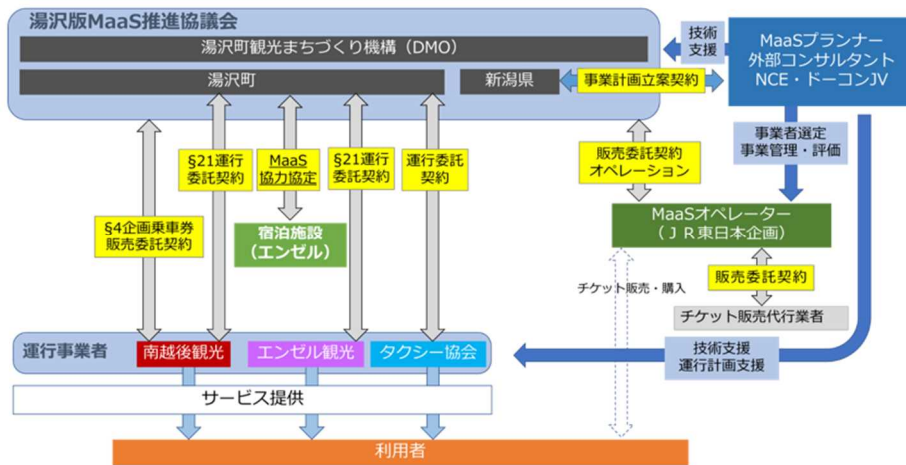 湯沢版MaaS推進協議会
湯沢町観光まちづくり機構（DMO）
湯沢町
新潟県
技術
支援
MaaSプランナー
外部コンサルタント
NCE・ドーコンJV
事業計画立案契約
§4企画乗車券
販売委託契約
§21運行
委託契約
MaaS
協力協定
§21運行
委託契約
運行委託
契約
販売委託契約
オペレーション
事業者選定
事業管理・評価
宿泊施設
（エンゼル）
MaaSオペレーター
（ＪＲ東日本企画）
チケット販売・購入
販売委託契約
チケット販売代行業者
運行事業者
南越後観光
エンゼル観光
タクシー協会
技術支援
運行計画支援
サービス提供
利用者